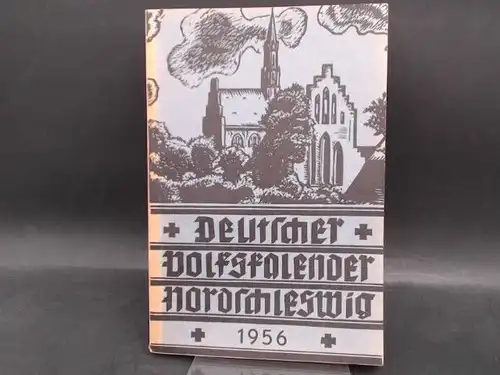 Deutscher
Volkskalender
Nordschleswig
1956